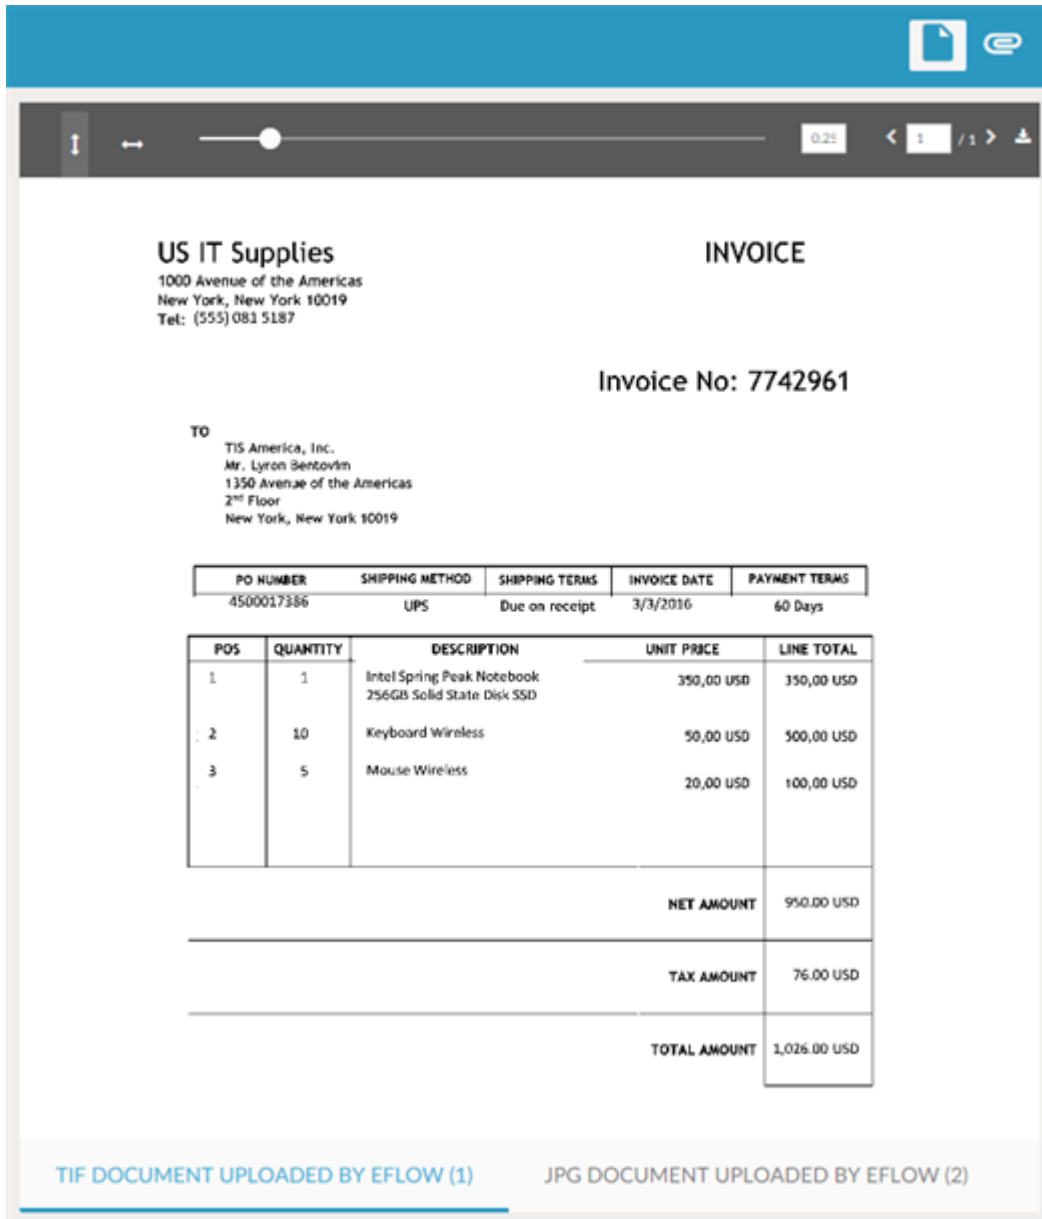 0.25
1 / 1
US IT Supplies
INVOICE
1000 Avenue of the Americas
New York, New York 10019
Tel: (555) 081 5187
Invoice No: 7742961
TO
TIS America, Inc.
Mr. Lyron Bentovim
1350 Avenue of the Americas
2nd Floor
New York, New York 10019
PO NUMBER SHIPPING METHOD SHIPPING TERMS INVOICE DATE PAYMENT TERMS
4500017386 UPS Due on receipt 3/3/2016 60 Days
POS QUANTITY DESCRIPTION UNIT PRICE LINE TOTAL
1 1 Intel Spring Peak Notebook 350,00 USD 350,00 USD
256GB Solid State Disk SSD
2 10 Keyboard Wireless 50,00 USD 500,00 USD
3 5 Mouse Wireless 20,00 USD 100,00 USD
NET AMOUNT 950.00 USD
TAX AMOUNT 76.00 USD
TOTAL AMOUNT 1,026.00 USD
TIF DOCUMENT UPLOADED BY EFLOW (1) JPG DOCUMENT UPLOADED BY EFLOW (2)